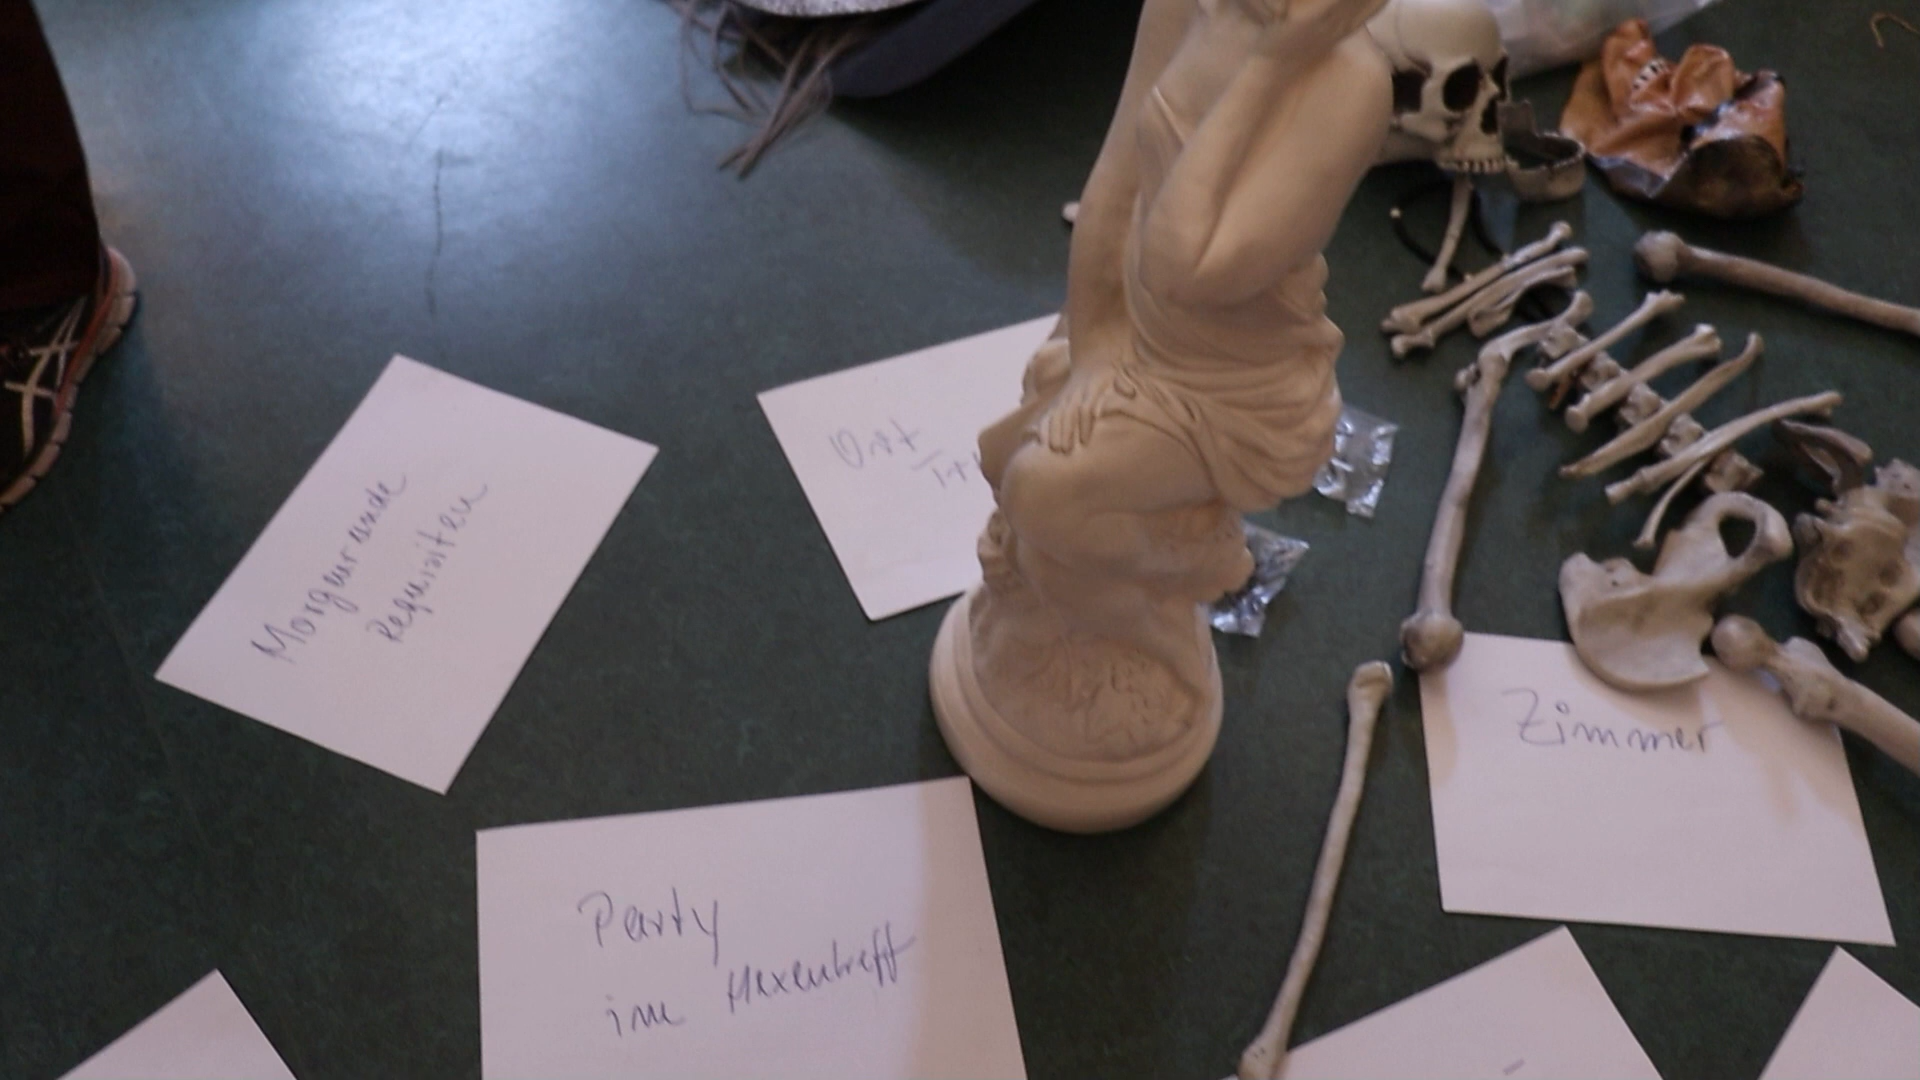 Morgenrunde
Requisiten
Ort
Party
im Hexentreff
Zimmer